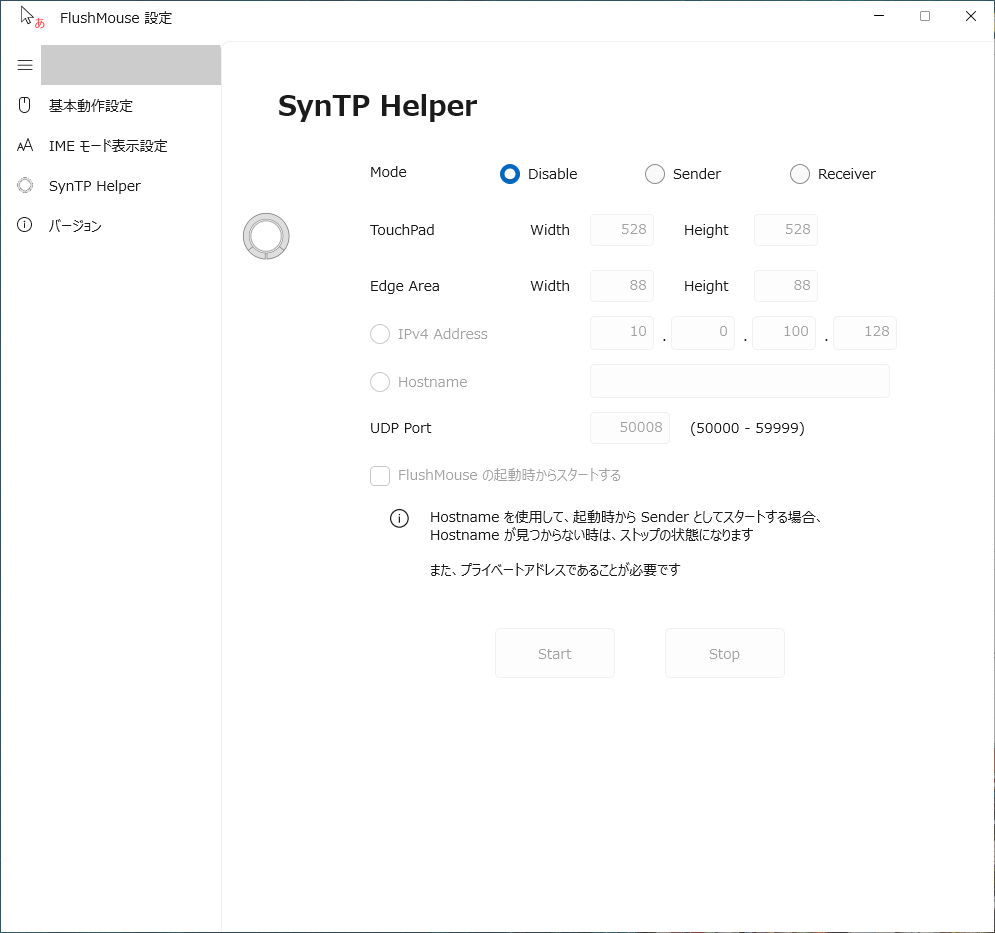 あ FlushMouse 設定
基本動作設定
AA IME モード表示設定
SynTP Helper
バージョン
SynTP Helper
Mode Disable Sender Receiver
TouchPad Width 528 Height 528
Edge Area Width 88 Height 88
IPv4 Address 10 . 0 . 100 . 128
Hostname
UDP Port 50008 (50000 - 59999)
FlushMouse の起動時からスタートする
Hostname を使用して、起動時から Sender としてスタートする場合、
Hostname が見つからない時は、ストップの状態になります
また、プライベートアドレスであることが必要です
Start Stop